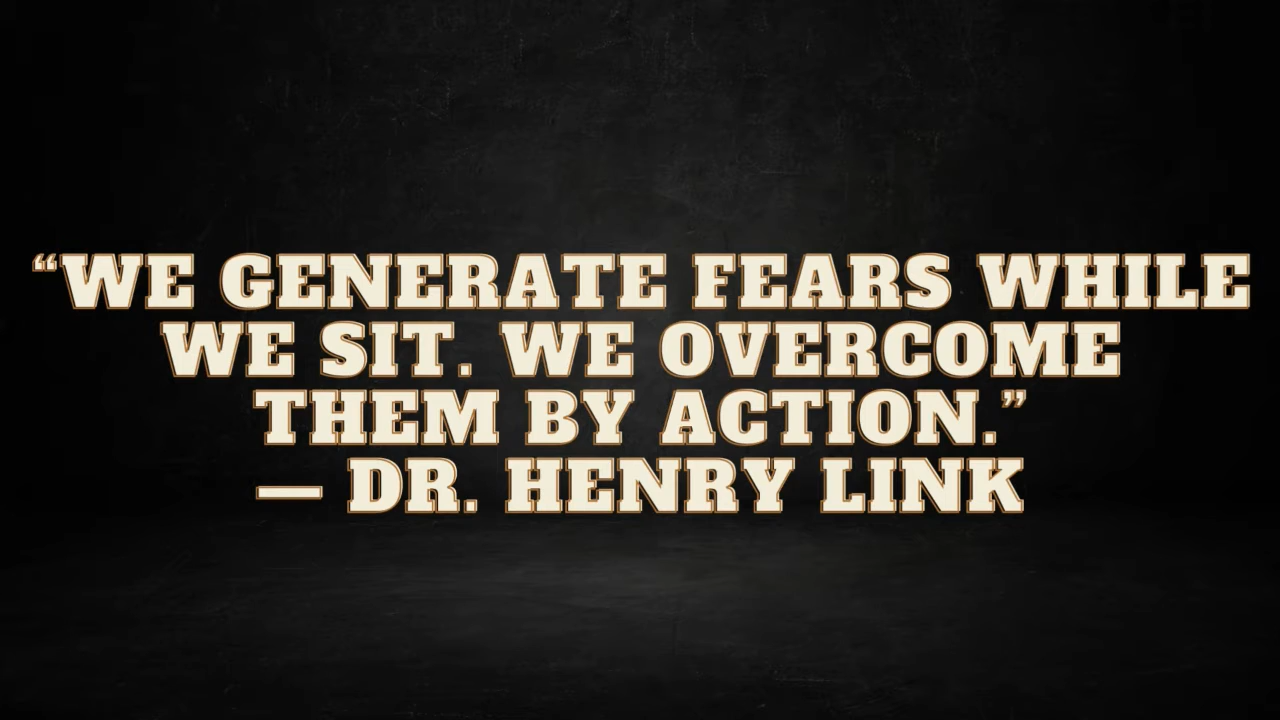 “WE GENERATE FEARS WHILE
WE SIT. WE OVERCOME
THEM BY ACTION.”
— DR. HENRY LINK